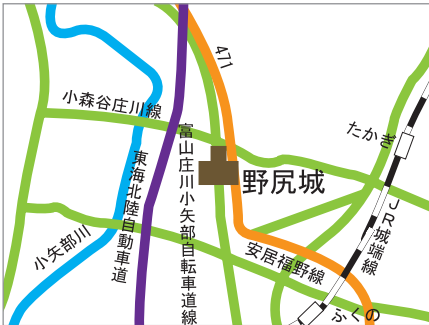 471
小森谷庄川線
たかぎ
富山庄川小矢部自転車道線
東海北陸自動車道
野尻城
JR城端線
小矢部川
安居福野線
ふくの